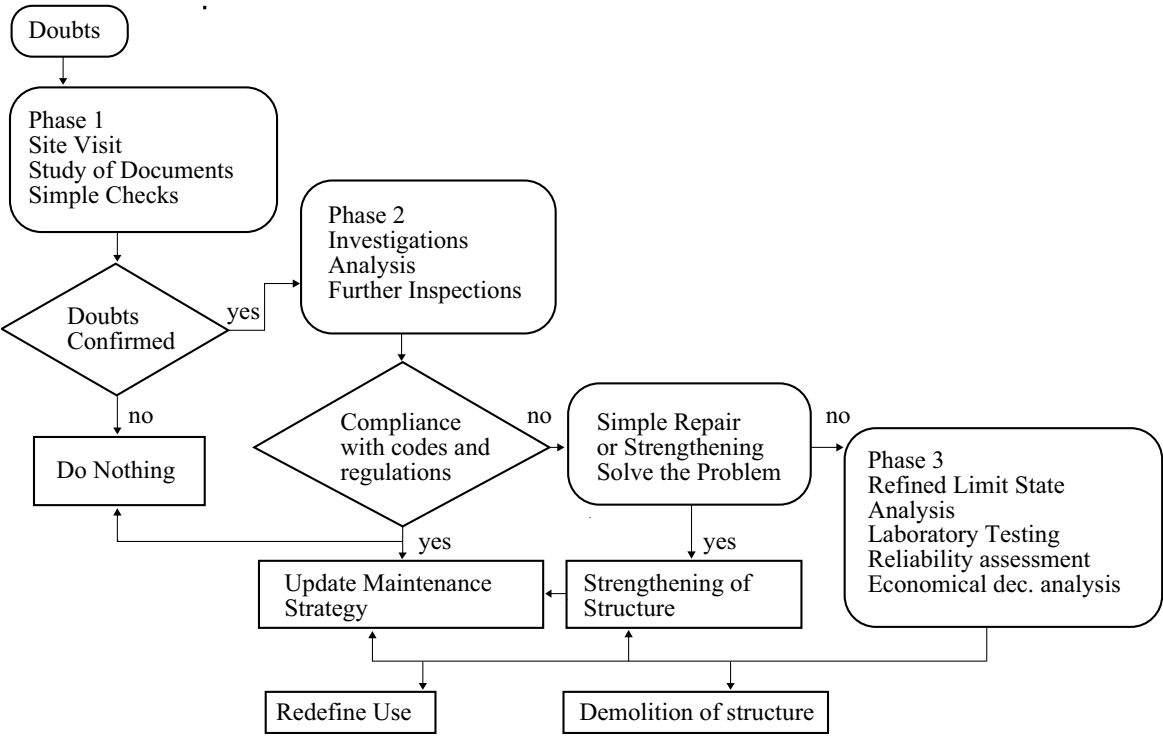 Doubts
Phase 1
Site Visit
Study of Documents
Simple Checks
Phase 2
Investigations
Analysis
Further Inspections
yes
Doubts
Confirmed
no
Do Nothing
Compliance
with codes and
regulations
no
Simple Repair
or Strengthening
Solve the Problem
no
Phase 3
Refined Limit State
Analysis
Laboratory Testing
Reliability assessment
Economical dec. analysis
yes
yes
Update Maintenance
Strategy
Strengthening of
Structure
Redefine Use
Demolition of structure